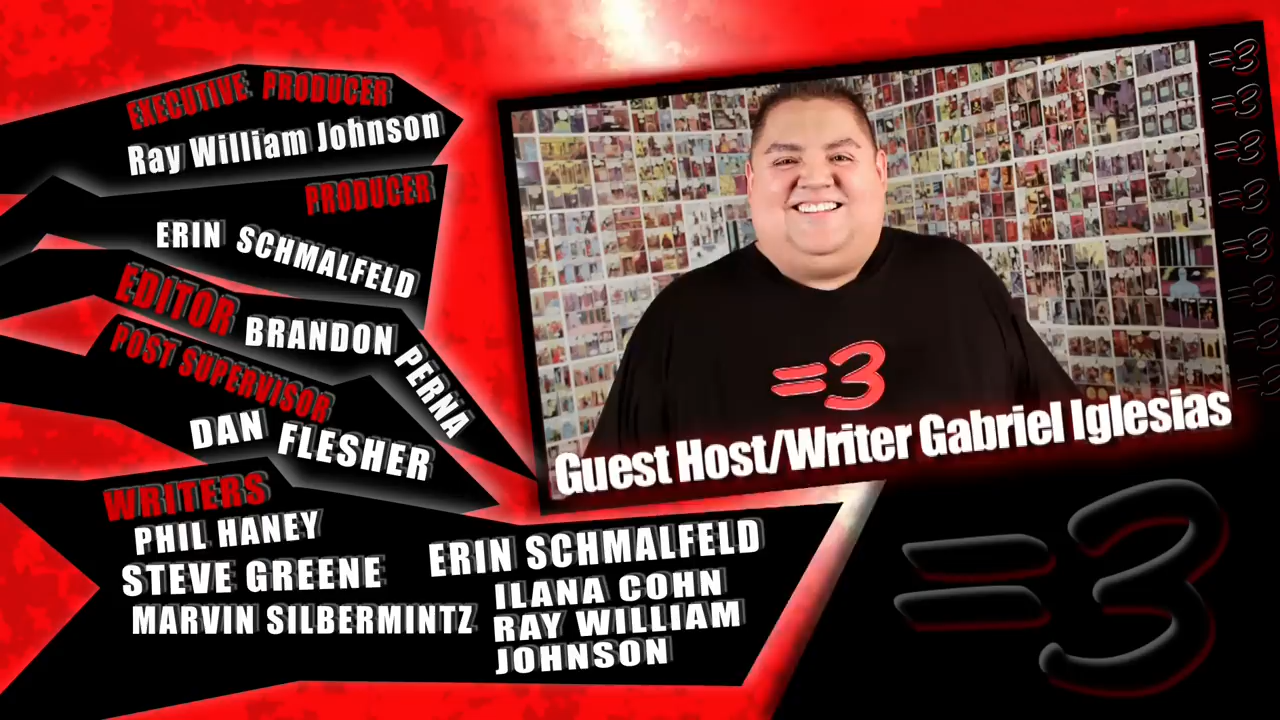 EXECUTIVE PRODUCER
Ray William Johnson
PRODUCER
ERIN SCHMALFELD
EDITOR BRANDON PERNA
POST SUPERVISOR
DAN FLESHER
WRITERS
PHIL HANEY
STEVE GREENE
MARVIN SILBERMINTZ
ERIN SCHMALFELD
ILANA COHN
RAY WILLIAM
JOHNSON
=3
Guest Host/Writer Gabriel Iglesias
=3
=3
=3
=3
=3
=3
=3
=3
=3